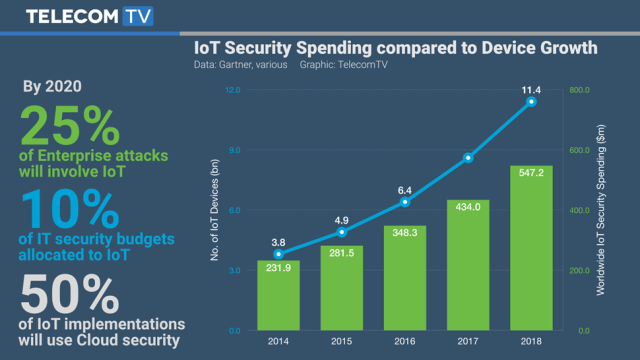 TELECOM TV
IoT Security Spending compared to Device Growth
Data: Gartner, various Graphic: TelecomTV
By 2020
25%
of Enterprise attacks
will involve IoT
10%
of IT security budgets
allocated to IoT
50%
of IoT implementations
will use Cloud security
No. of IoT Devices (bn)
12.0
9.0
6.0
3.0
0.0
3.8
4.9
6.4
11.4
231.9
281.5
348.3
434.0
547.2
2014
2015
2016
2017
2018
800.0
600.0
400.0
200.0
0.0
Worldwide IoT Security Spending ($m)